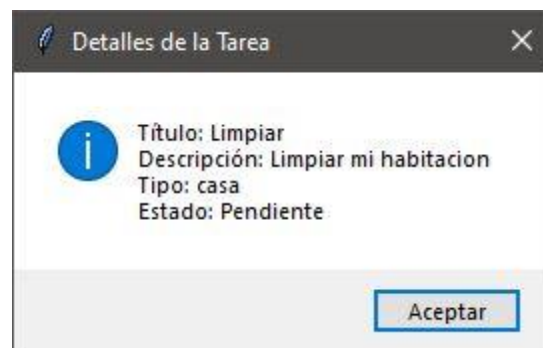 Detalles de la Tarea
Título: Limpiar
Descripción: Limpiar mi habitacion
Tipo: casa
Estado: Pendiente
Aceptar